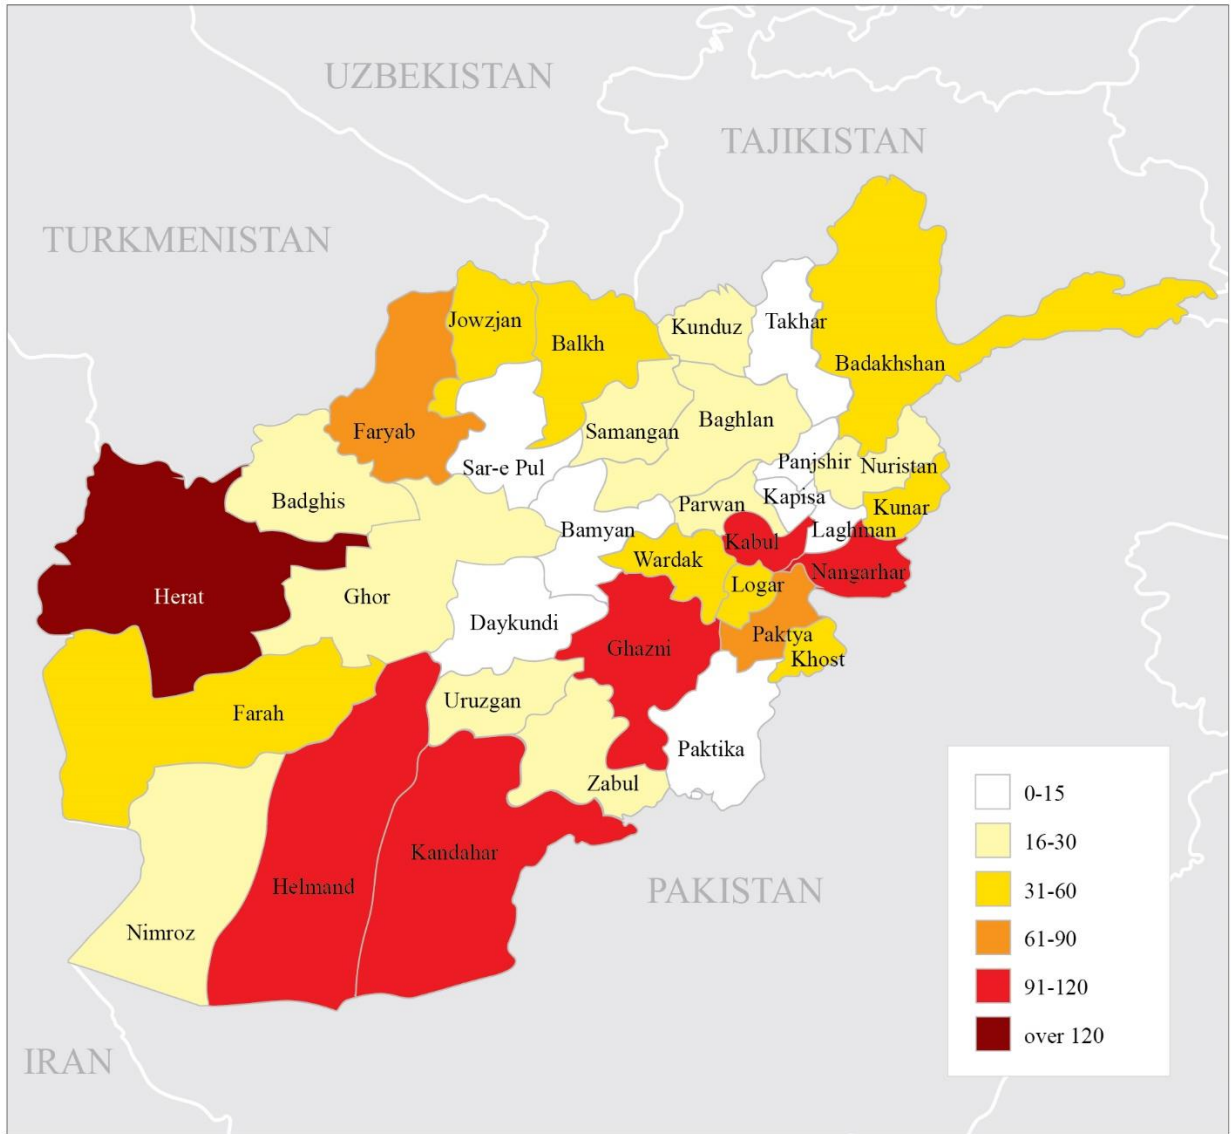 UZBEKISTAN
TAJIKISTAN
TURKMENISTAN
Jowzjan
Balkh
Kunduz
Takhar
Badakhshan
Faryab
Samangan
Baghlan
Sar-e Pul
Panjshir
Nuristan
Badghis
Kapisa
Parwan
Kunar
Bamyan
Laghman
Kabul
Wardak
Nangarhar
Logar
Herat
Ghor
Daykundi
Paktya
Ghazni
Khost
Uruzgan
Farah
Paktika
Zabul
Kandahar
Helmand
Nimroz
PAKISTAN
IRAN
0-15
16-30
31-60
61-90
91-120
over 120